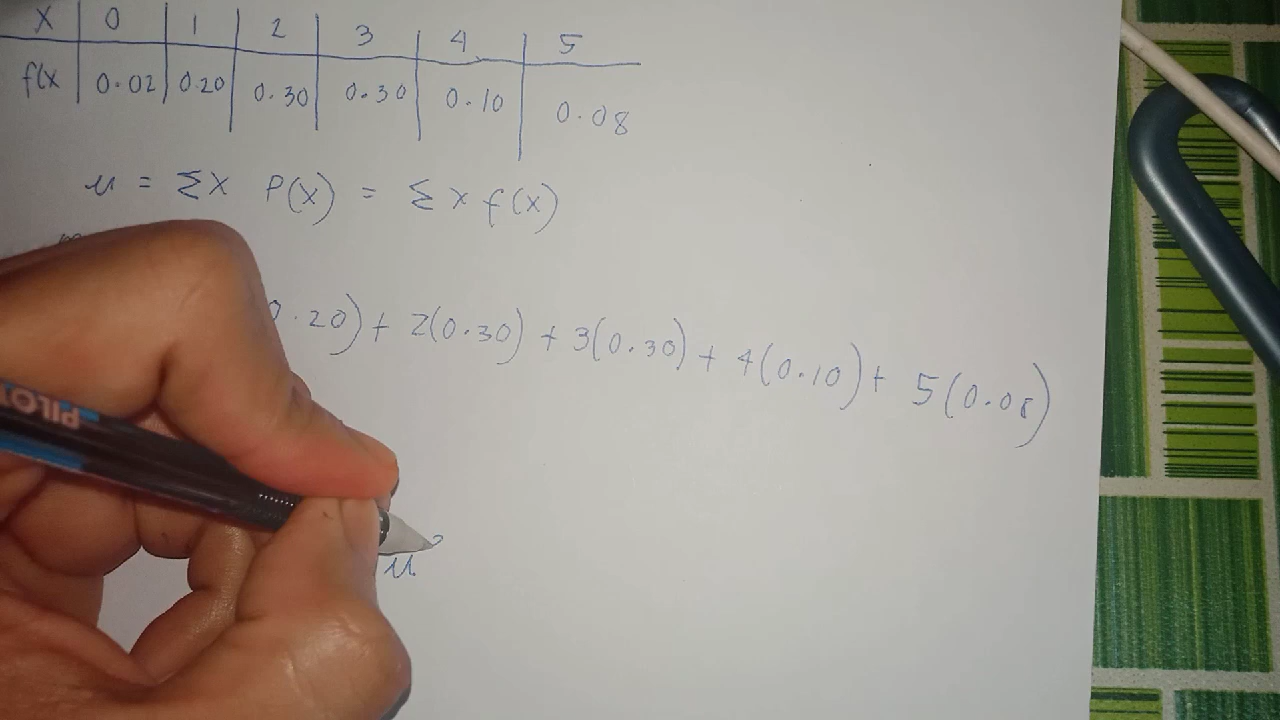 X 0 1 2 3 4 5
f(x 0.02 0.20 0.30 0.30 0.10 0.08
μ = Σx P(x) = Σ x f(x)
0.20) + 2(0.30) + 3(0.30) + 4(0.10) + 5(0.08)
PILOT
μ